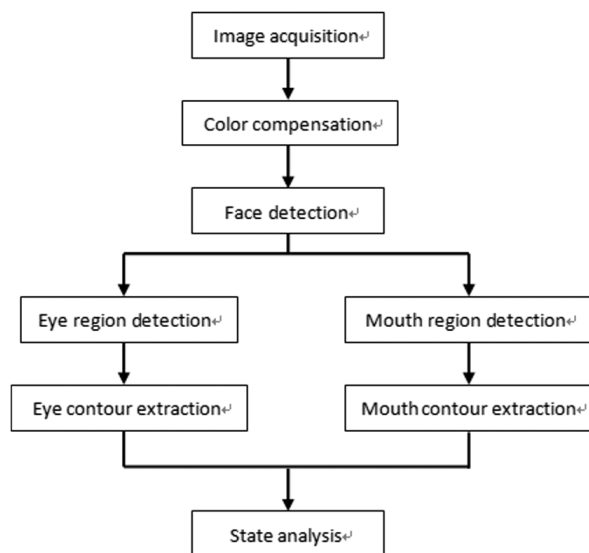 Image acquisition
Color compensation
Face detection
Eye region detection
Mouth region detection
Eye contour extraction
Mouth contour extraction
State analysis